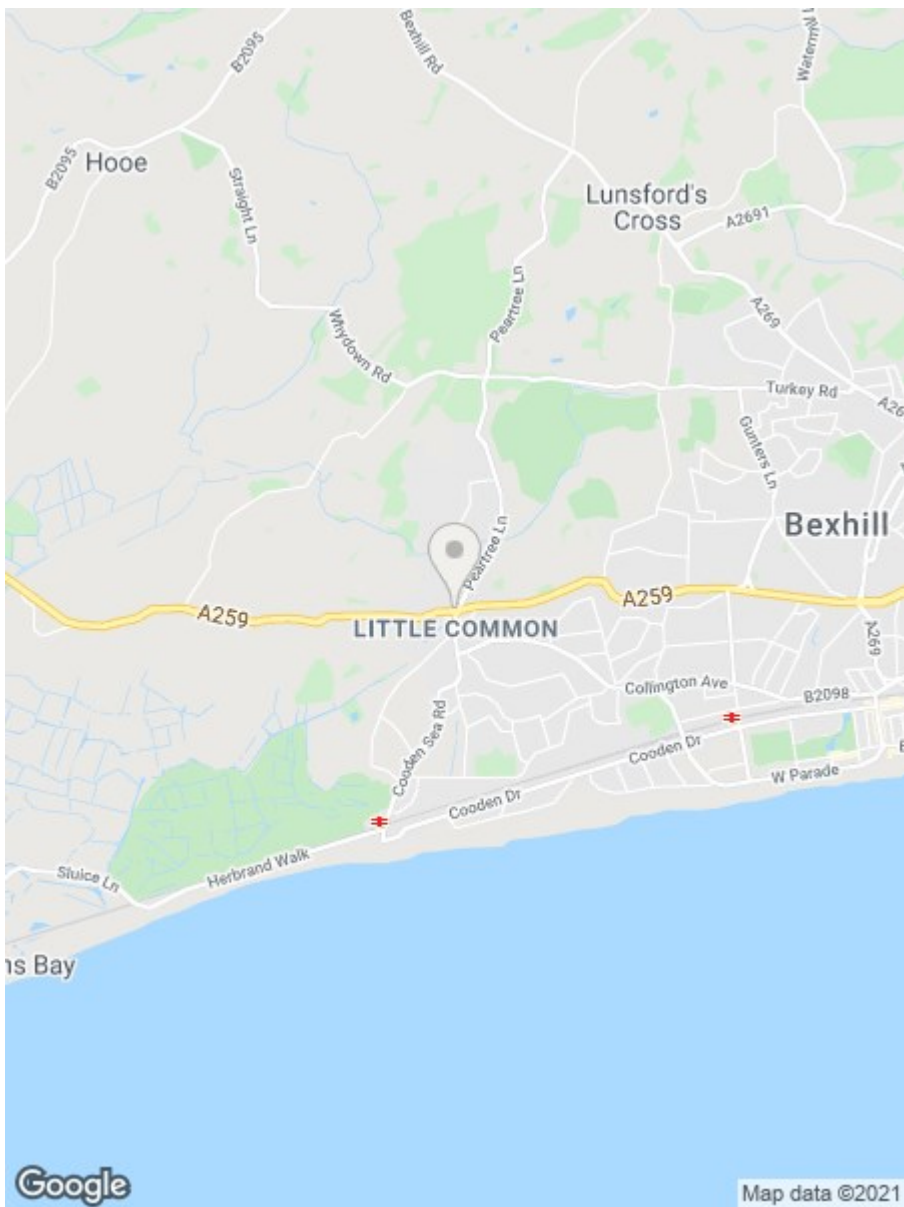 B2095
Bexhill Rd
B2095
Hooe
Straight Ln
Lunsford's
Cross
A2691
Peartree Ln
A269
Whydown Rd
Turkey Rd
Gunters Ln
Bexhill
Peartree Ln
A259
A259
LITTLE COMMON
A269
Collington Ave
B2098
Cooden Sea Rd
Cooden Dr
W Parade
Cooden Dr
Herbrand Walk
Sluice Ln
ns Bay
Google
Map data ©2021